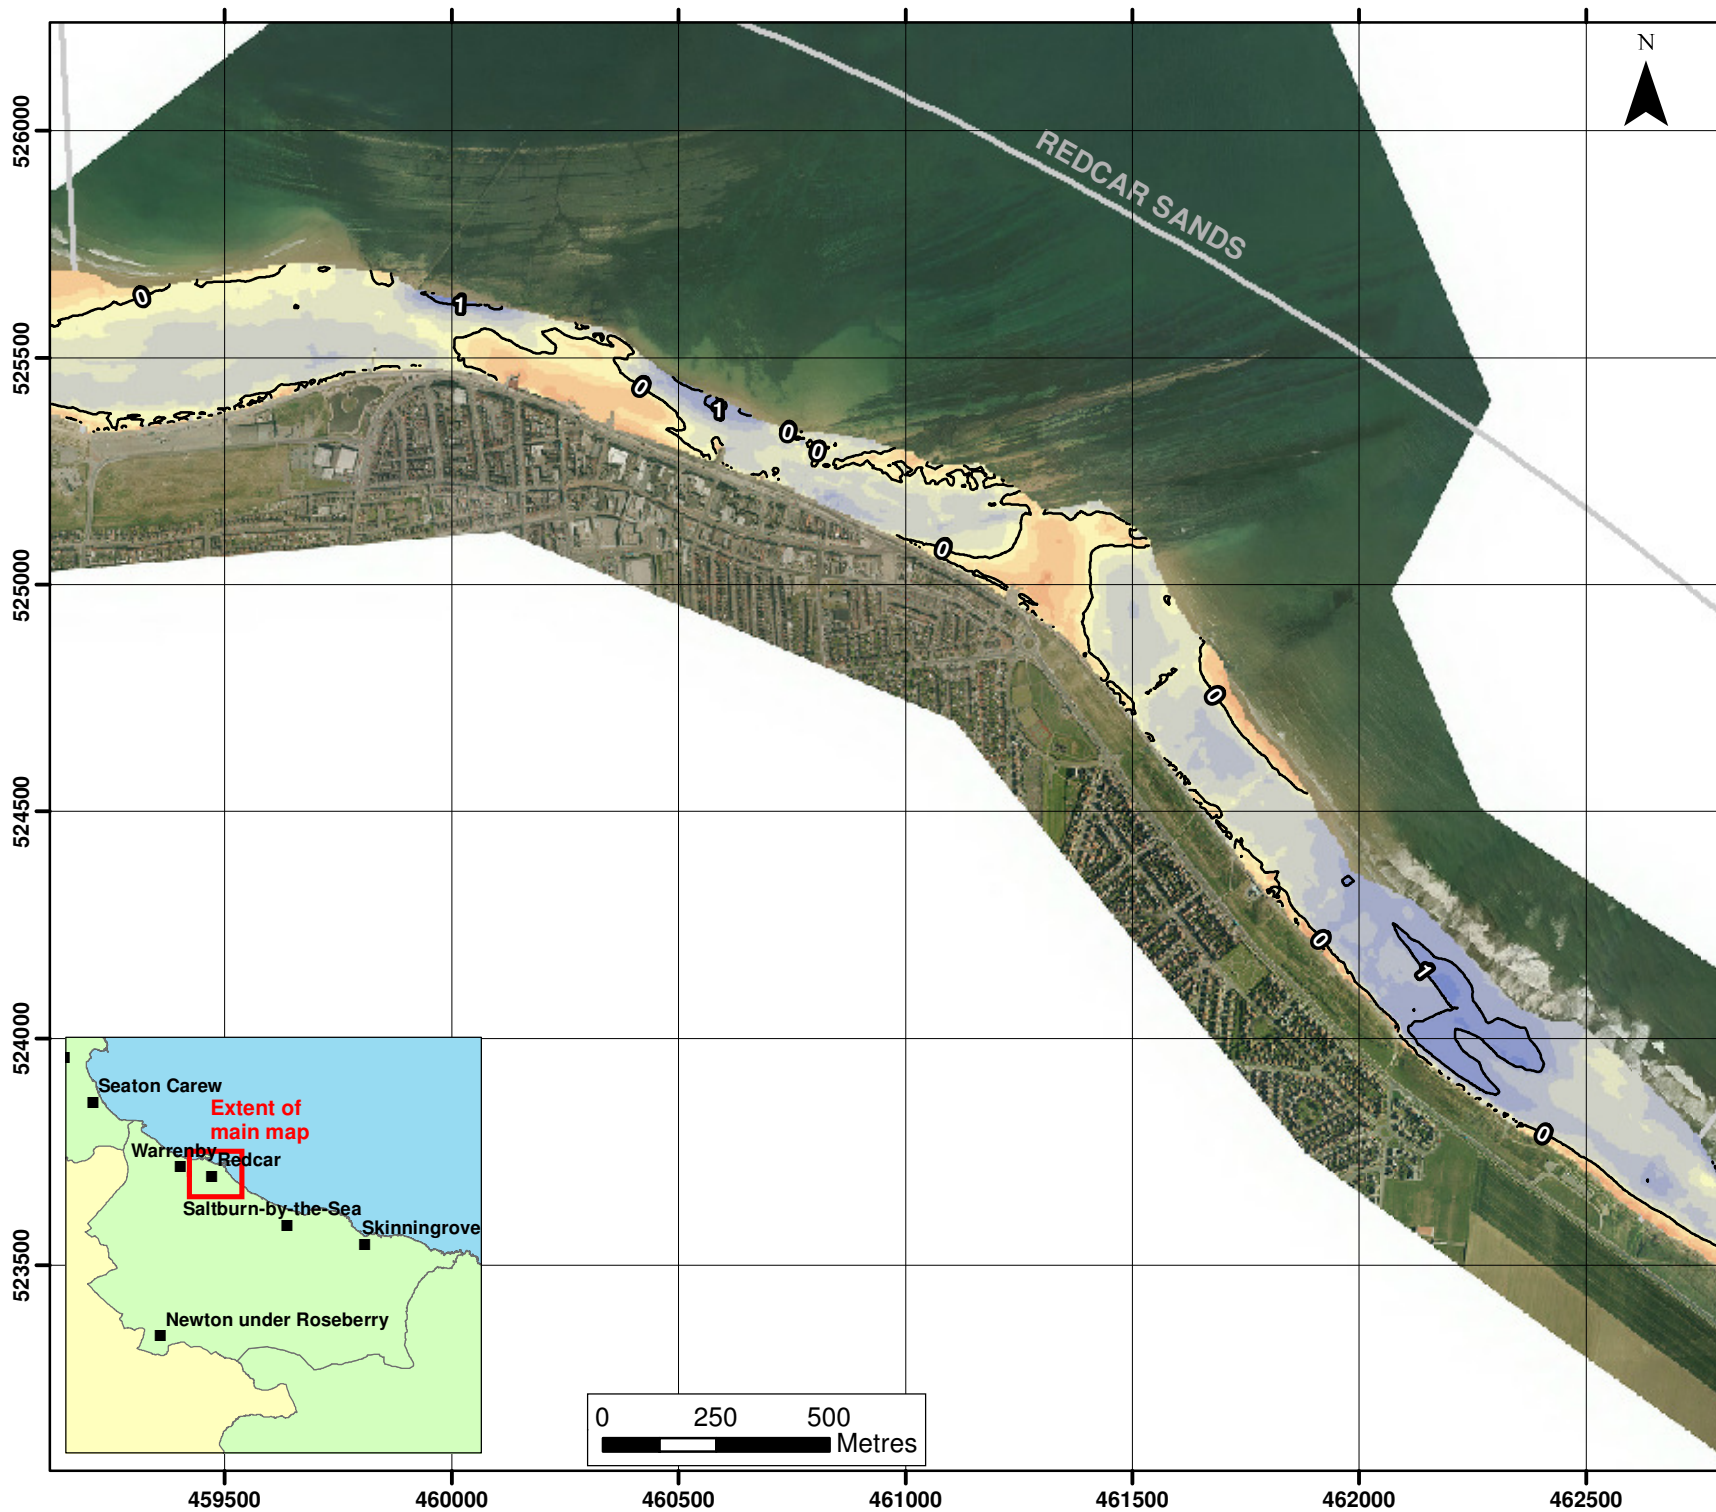 N
REDCAR SANDS
526000
525500
525000
524500
524000
523500
0
1
0
1
0
0
0
0
0
1
0
Seaton Carew
Extent of
main map
Warrenby
Redcar
Saltburn-by-the-Sea
Skinningrove
Newton under Roseberry
0 250 500
Metres
459500 460000 460500 461000 461500 462000 462500